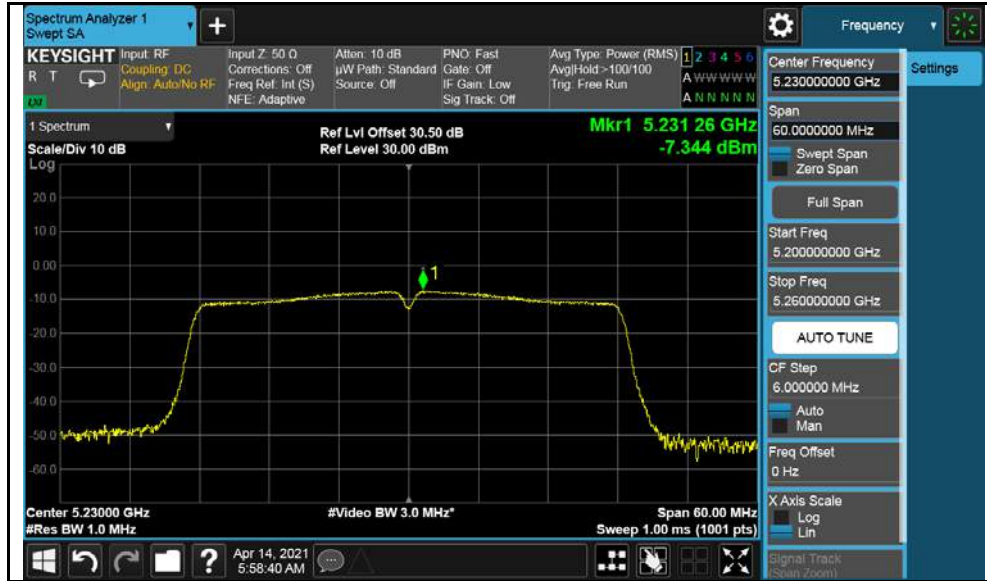 Spectrum Analyzer 1
Swept SA
+
Frequency
KEYSIGHT
R T
LXI
Input: RF
Coupling: DC
Align: Auto/No RF
Input Z: 50 Ω
Corrections: Off
Freq Ref: Int (S)
NFE: Adaptive
Atten: 10 dB
µW Path: Standard
Source: Off
PNO: Fast
Gate: Off
IF Gain: Low
Sig Track: Off
Avg Type: Power (RMS)
Avg|Hold:>100/100
Trig: Free Run
1 2 3 4 5 6
A W W W W W
A N N N N N
Center Frequency
5.230000000 GHz
Settings
Span
60.0000000 MHz
Swept Span
Zero Span
Full Span
Start Freq
5.200000000 GHz
Stop Freq
5.260000000 GHz
AUTO TUNE
CF Step
6.000000 MHz
Auto
Man
Freq Offset
0 Hz
X Axis Scale
Log
Lin
Signal Track
(Span Zoom)
1 Spectrum
Scale/Div 10 dB
Log
Ref Lvl Offset 30.50 dB
Ref Level 30.00 dBm
Mkr1 5.231 26 GHz
-7.344 dBm
20.0
10.0
0.00
-10.0
-20.0
-30.0
-40.0
-50.0
-60.0
1
Center 5.23000 GHz
#Res BW 1.0 MHz
#Video BW 3.0 MHz*
Span 60.00 MHz
Sweep 1.00 ms (1001 pts)
?
Apr 14, 2021
5:58:40 AM